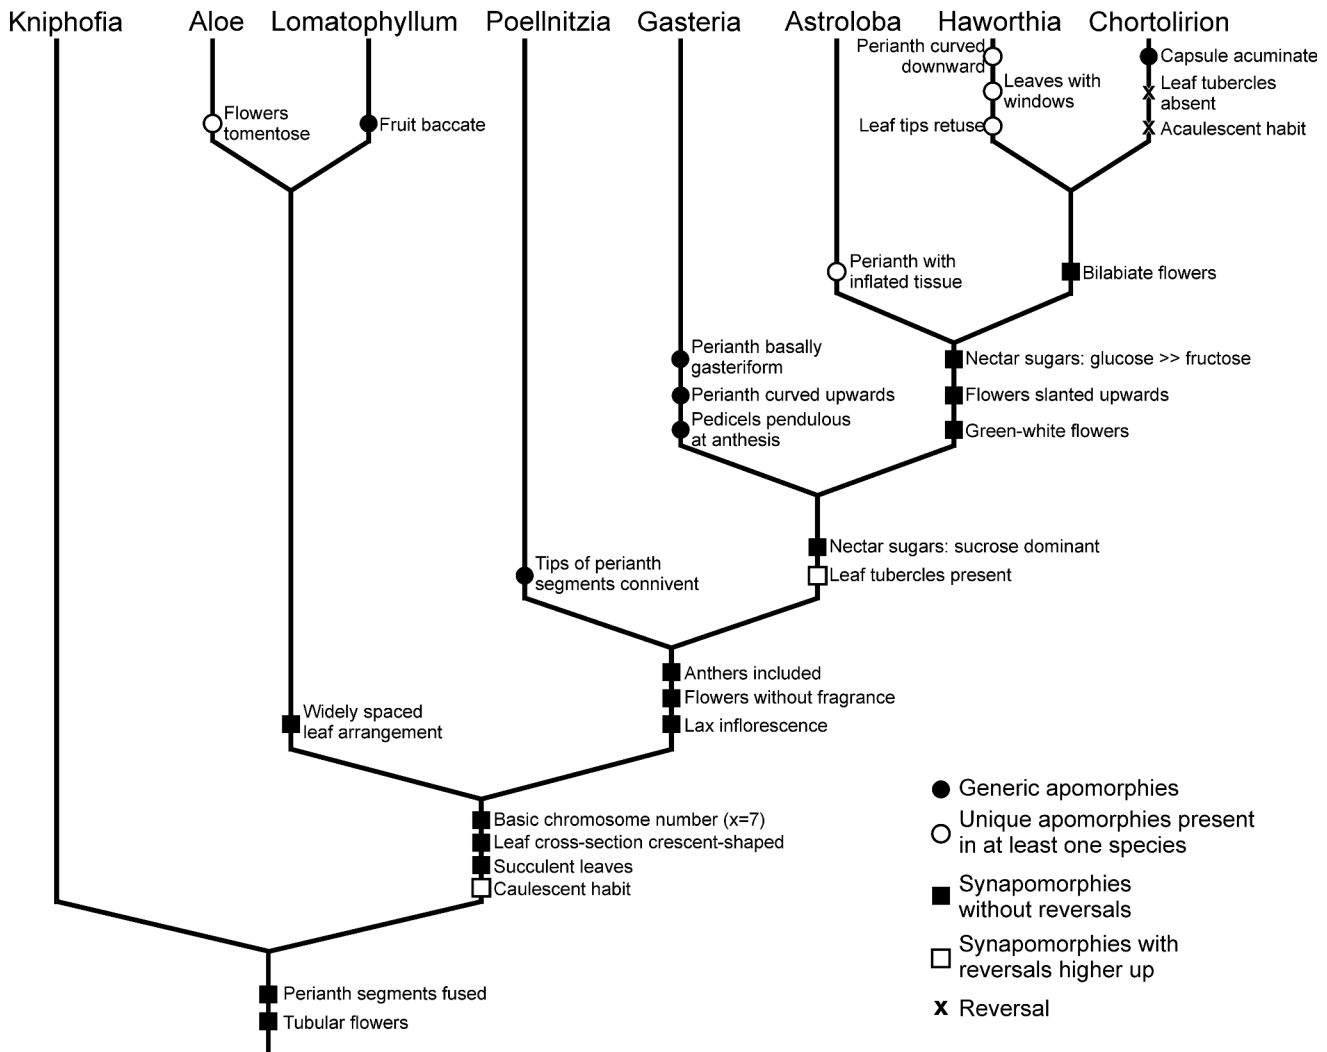 Kniphofia Aloe Lomatophyllum Poellnitzia Gasteria Astroloba Haworthia Chortolirion
Perianth curved
downward
Capsule acuminate
Leaves with
windows
Leaf tubercles
absent
Flowers
tomentose
Fruit baccate
Leaf tips retuse
x Acaulescent habit
Perianth with
inflated tissue
Bilabiate flowers
Perianth basally
gasteriform
Nectar sugars: glucose >> fructose
Perianth curved upwards
Flowers slanted upwards
Pedicels pendulous
at anthesis
Green-white flowers
Nectar sugars: sucrose dominant
Tips of perianth
segments connivent
Leaf tubercles present
Anthers included
Flowers without fragrance
Widely spaced
leaf arrangement
Lax inflorescence
Basic chromosome number (x=7)
Leaf cross-section crescent-shaped
Succulent leaves
Caulescent habit
Perianth segments fused
Tubular flowers
Generic apomorphies
Unique apomorphies present
in at least one species
Synapomorphies
without reversals
Synapomorphies with
reversals higher up
x Reversal